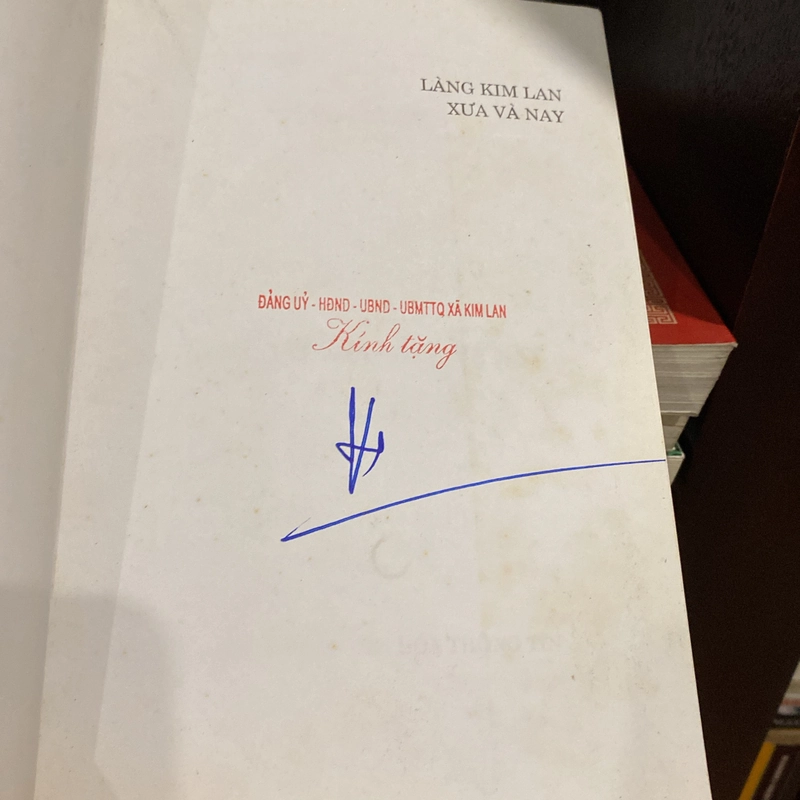 LÀNG KIM LAN
XƯA VÀ NAY
ĐẢNG UỶ - HĐND - UBND - UBMTTQ XÃ KIM LAN
Kính tặng